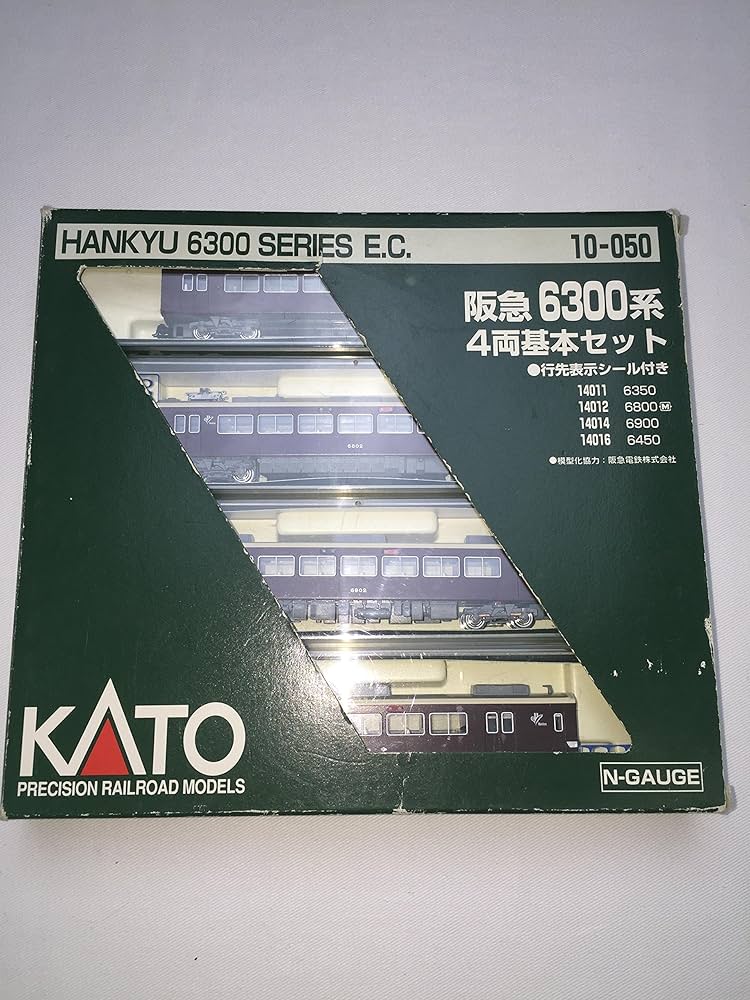 HANKYU 6300 SERIES E.C. 10-050
阪急 6300系
4両基本セット
●行先表示シール付き
14011 6350
14012 6800 M
14014 6900
14016 6450
●模型化協力：阪急電鉄株式会社
6802
6902
KATO
PRECISION RAILROAD MODELS
N-GAUGE